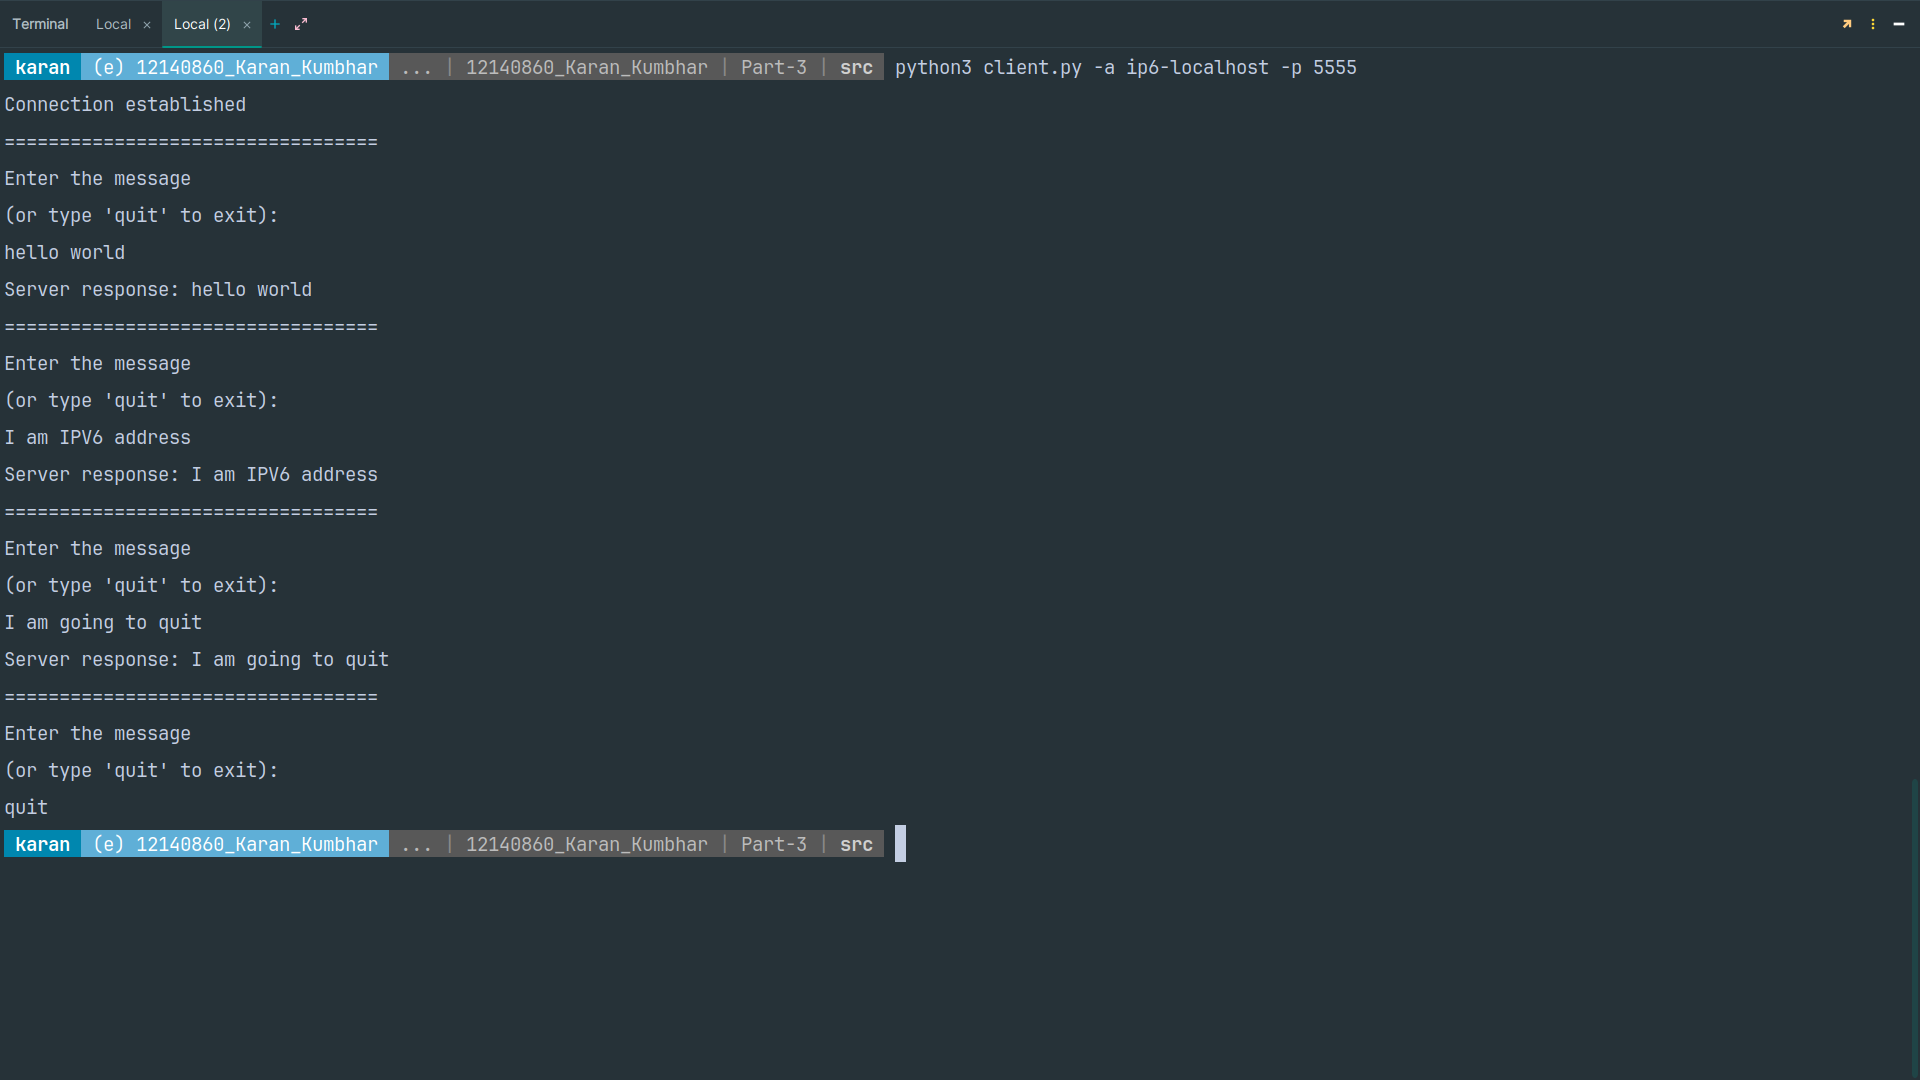 Terminal Local × Local (2) × +
karan (e) 12140860_Karan_Kumbhar ... | 12140860_Karan_Kumbhar | Part-3 | src python3 client.py -a ip6-localhost -p 5555
Connection established
==================================
Enter the message
(or type 'quit' to exit):
hello world
Server response: hello world
==================================
Enter the message
(or type 'quit' to exit):
I am IPV6 address
Server response: I am IPV6 address
==================================
Enter the message
(or type 'quit' to exit):
I am going to quit
Server response: I am going to quit
==================================
Enter the message
(or type 'quit' to exit):
quit
karan (e) 12140860_Karan_Kumbhar ... | 12140860_Karan_Kumbhar | Part-3 | src